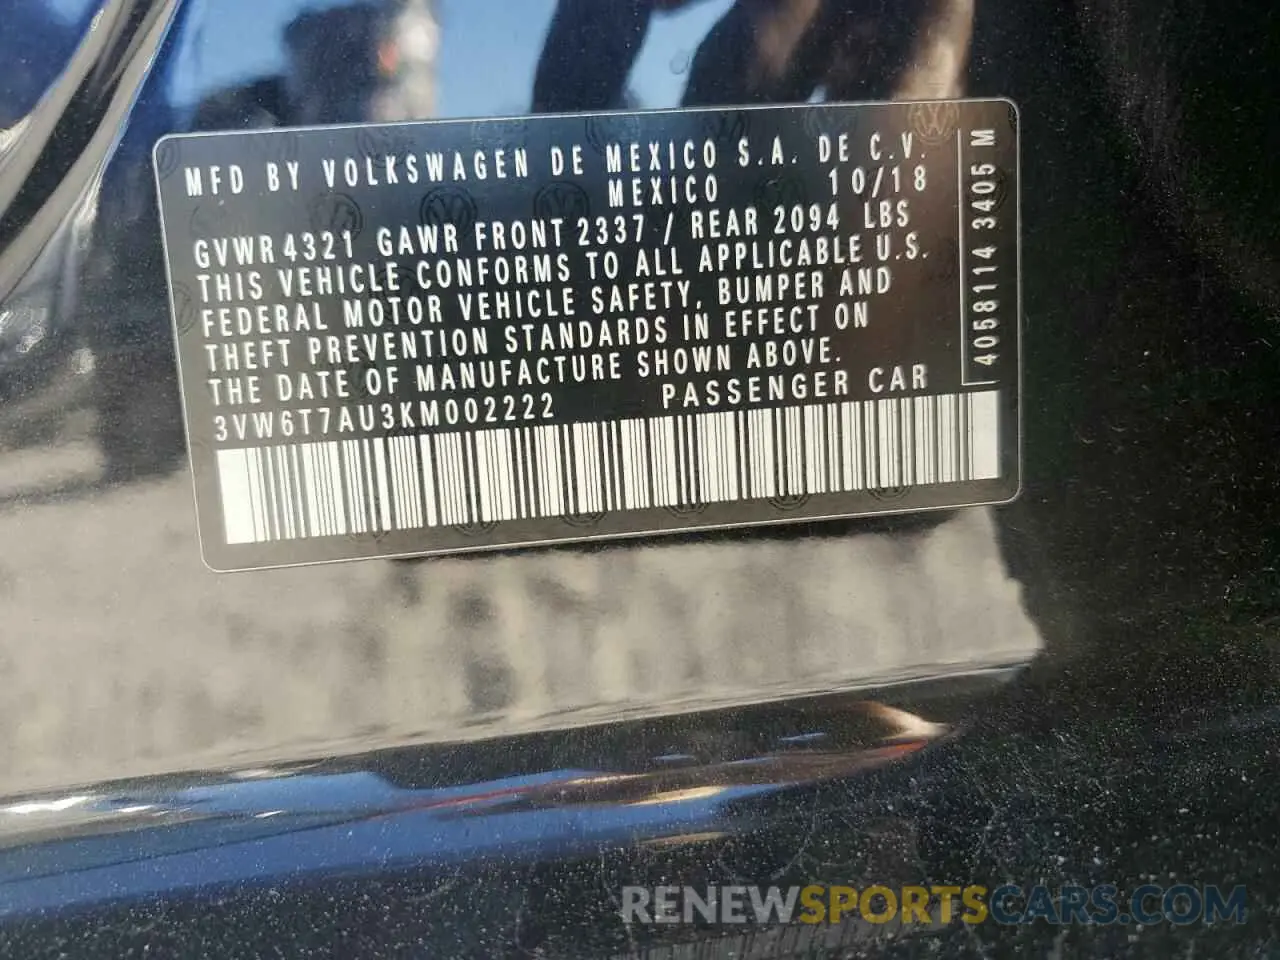 MFD BY VOLKSWAGEN DE MEXICO S.A. DE C.V.
MEXICO 10/18
GVWR 4321 GAWR FRONT 2337 / REAR 2094 LBS
THIS VEHICLE CONFORMS TO ALL APPLICABLE U.S.
FEDERAL MOTOR VEHICLE SAFETY, BUMPER AND
THEFT PREVENTION STANDARDS IN EFFECT ON
THE DATE OF MANUFACTURE SHOWN ABOVE.
3VW6T7AU3KM002222 PASSENGER CAR
4058114 3405 M
RENEWSPORTSCARS.COM